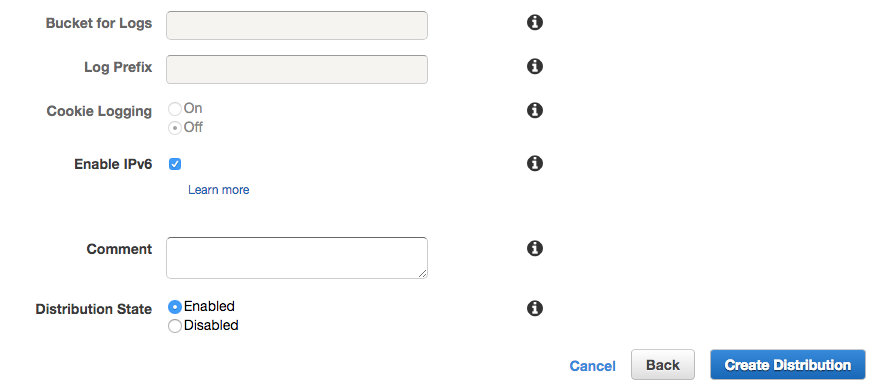 Bucket for Logs
Log Prefix
Cookie Logging
On
Off
Enable IPv6
Learn more
Comment
Distribution State
Enabled
Disabled
Cancel
Back
Create Distribution